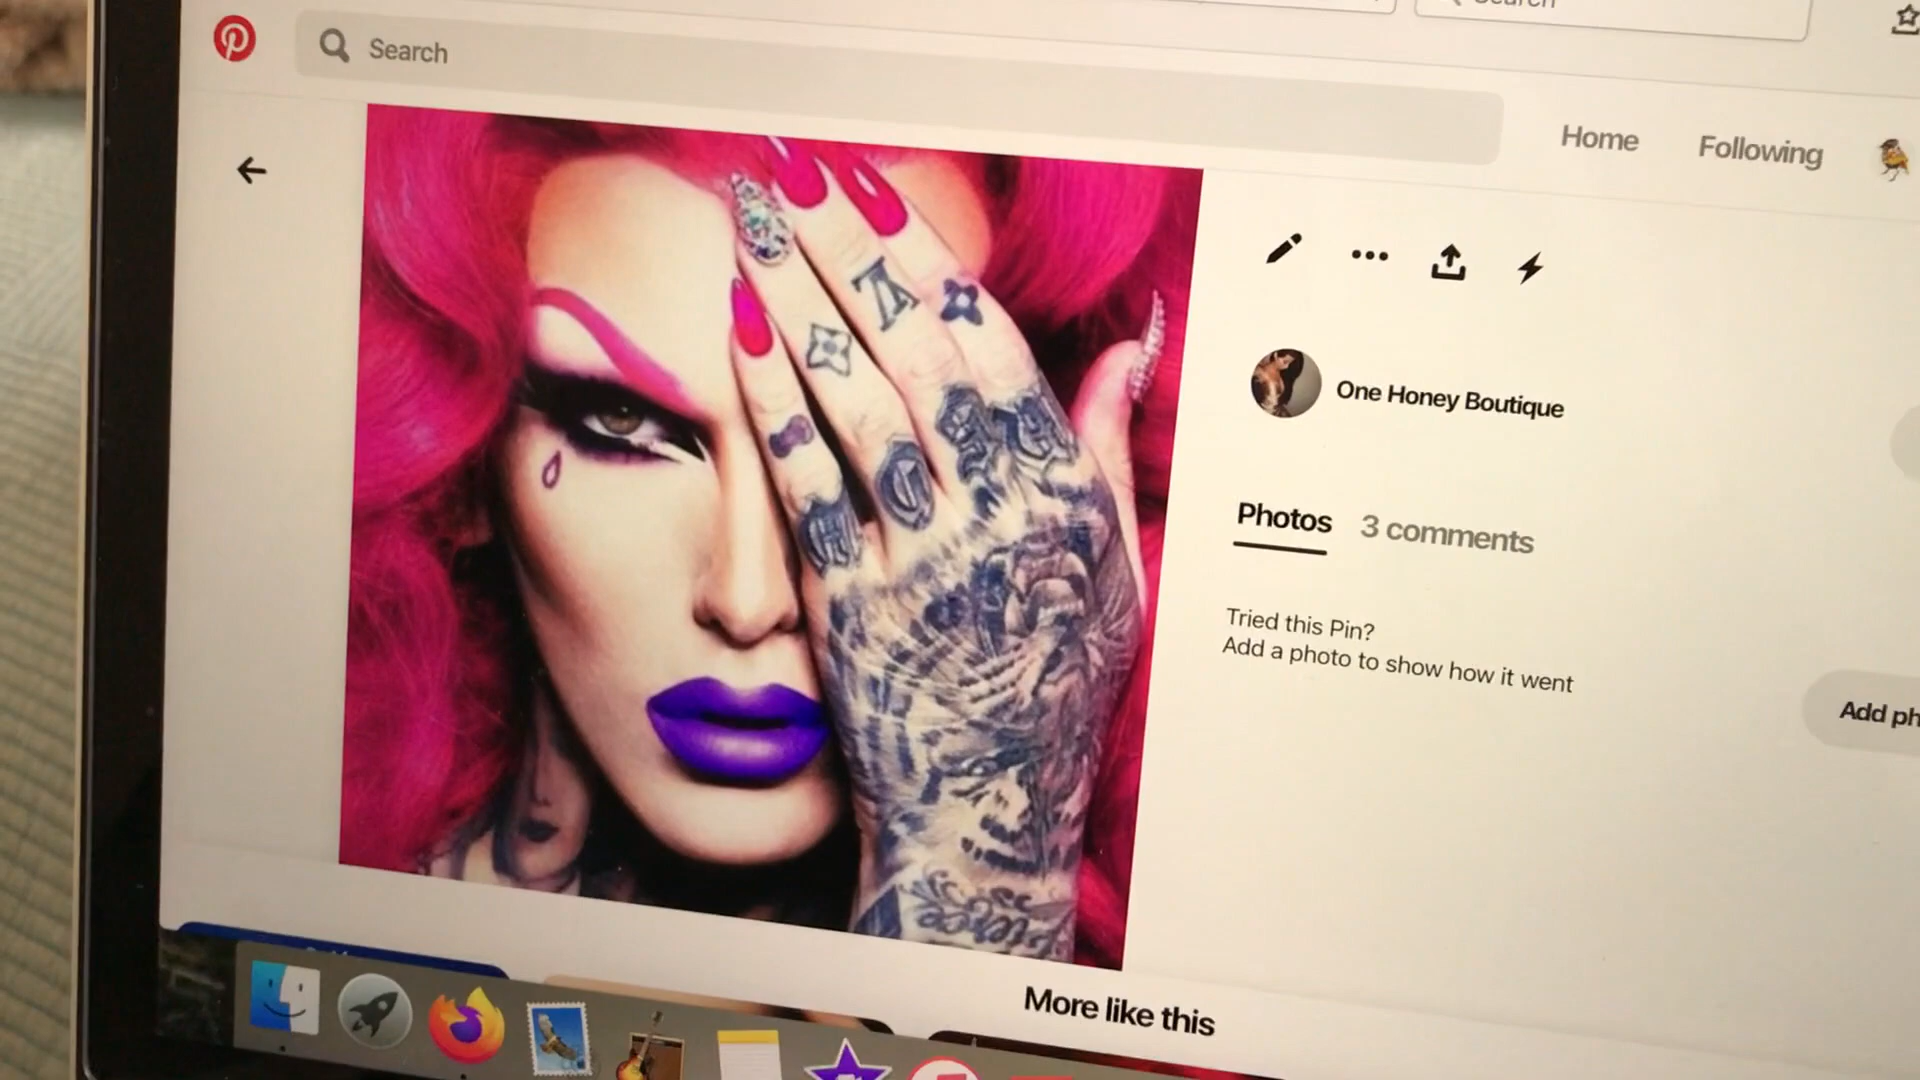 Search
Search
Home
Following
One Honey Boutique
Photos
3 comments
Tried this Pin?
Add a photo to show how it went
Add ph
More like this